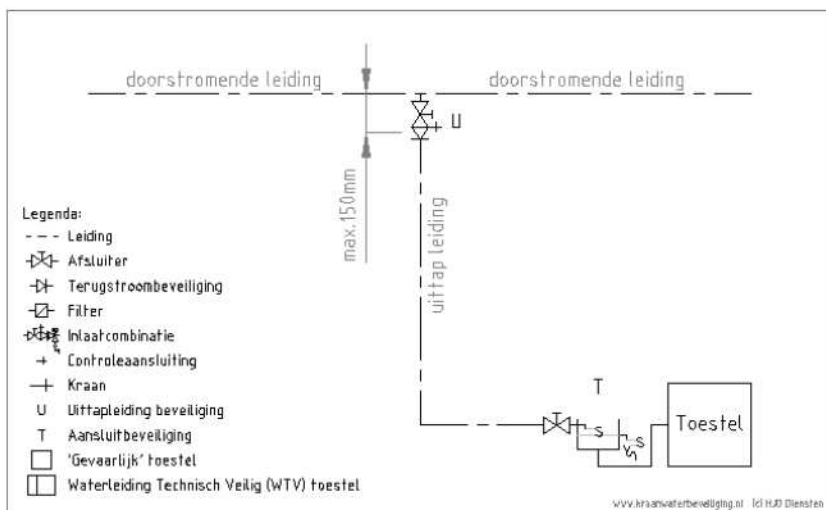 doorstromende leiding doorstromende leiding
U
max.150mm
uittap leiding
Legenda:
Leiding
Afsluiter
Terugstroombeveiliging
Filter
Inlaatcombinatie
Controleaansluiting
Kraan
U Uittapleiding beveiliging
T Aansluitbeveiliging
'Gevaarlijk' toestel
Waterleiding Technisch Veilig (WTV) toestel
T
S
S
Toestel
www.kraanwaterbeveiliging.nl (c) HJO Diensten